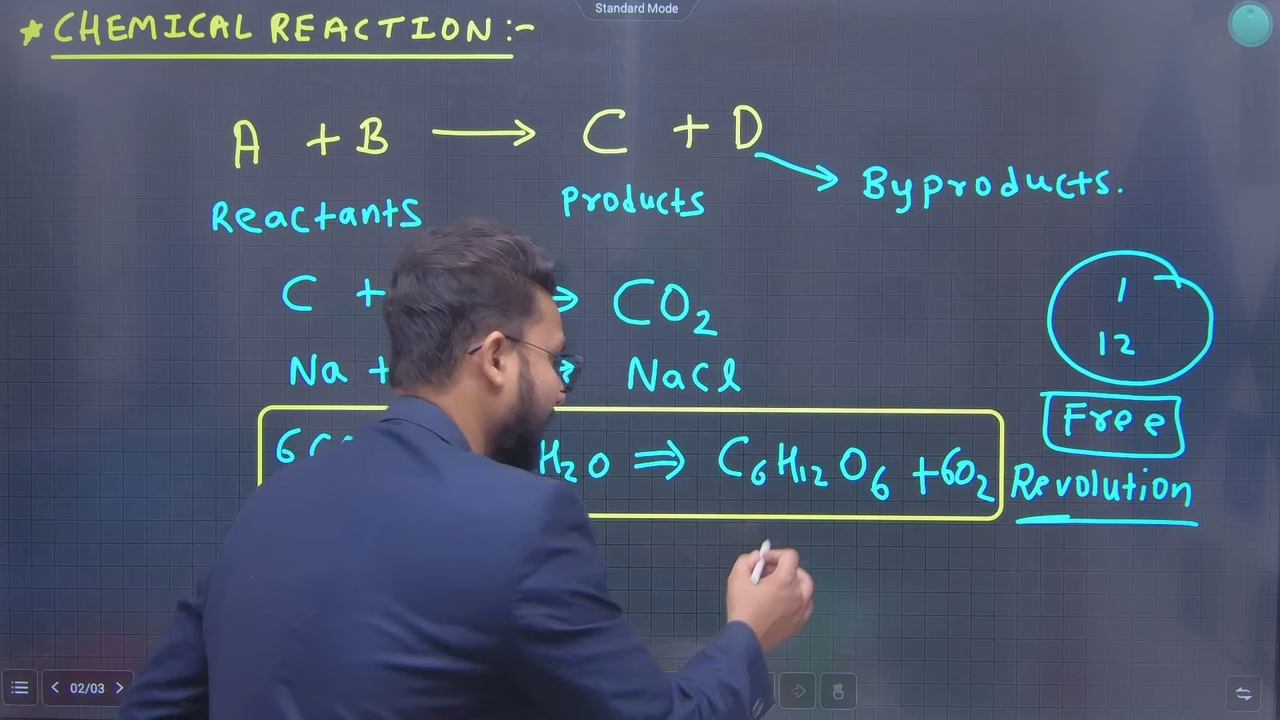 Standard Mode
★ CHEMICAL REACTION :-
A + B ⟶ C + D
Reactants Products → Byproducts.
C + → CO₂
Na + → NaCl
1
12
Free
6 H₂O ⇒ C₆H₁₂O₆ + 6O₂
Revolution
02/03